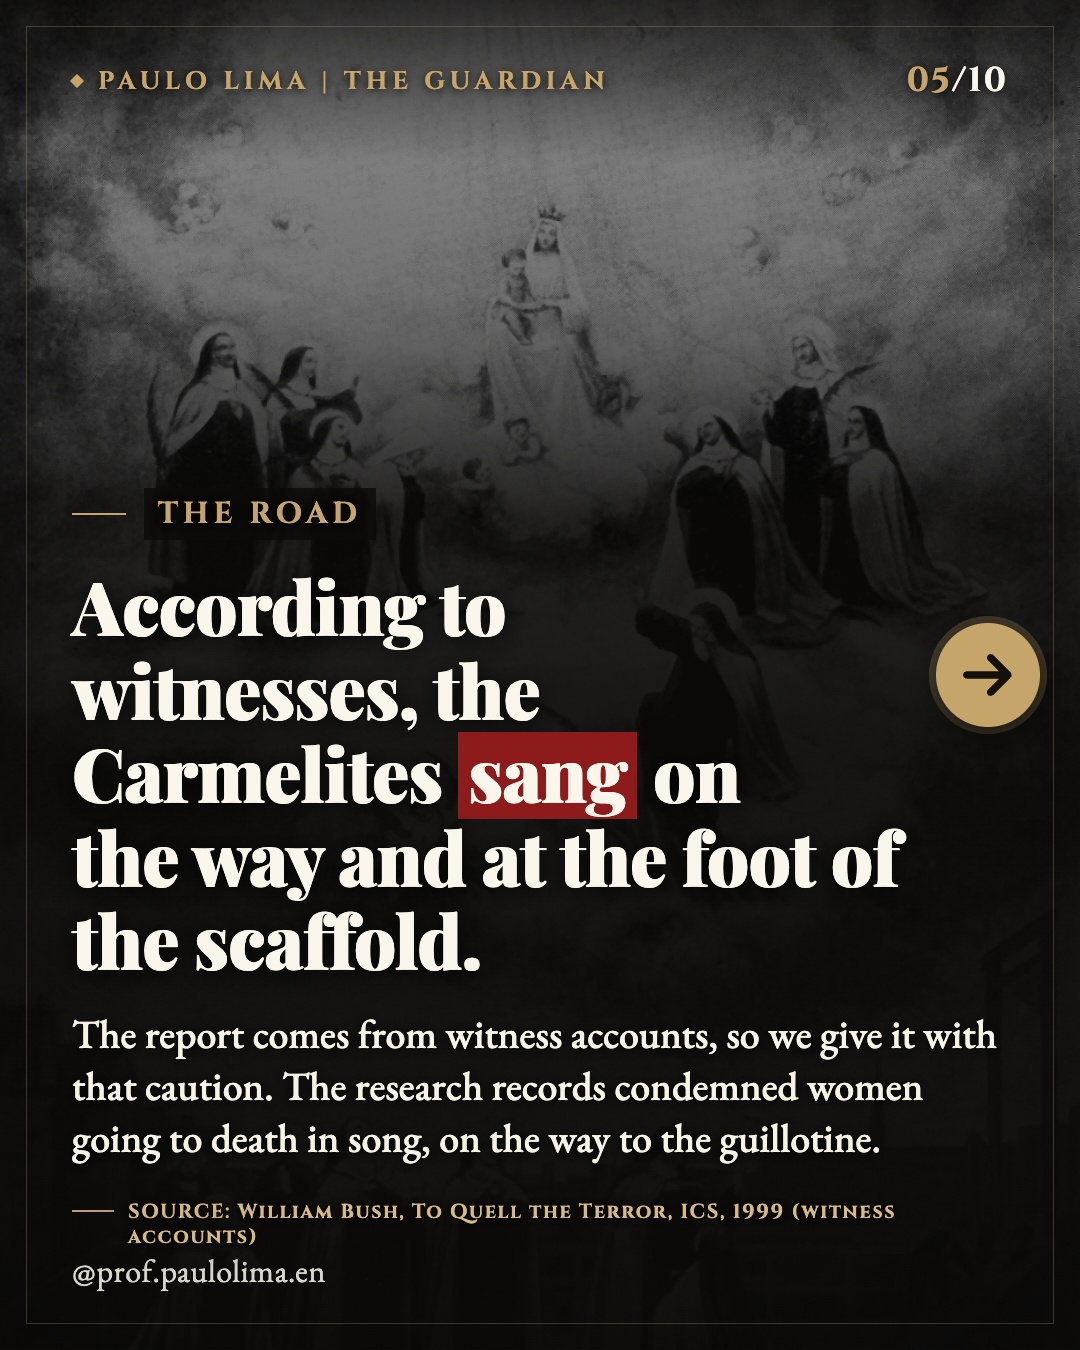 PAULO LIMA | THE GUARDIAN
05/10
THE ROAD
According to
witnesses, the
Carmelites sang on
the way and at the foot of
the scaffold.
The report comes from witness accounts, so we give it with
that caution. The research records condemned women
going to death in song, on the way to the guillotine.
SOURCE: William Bush, To Quell the Terror, ICS, 1999 (witness
accounts)
@prof.paulolima.en